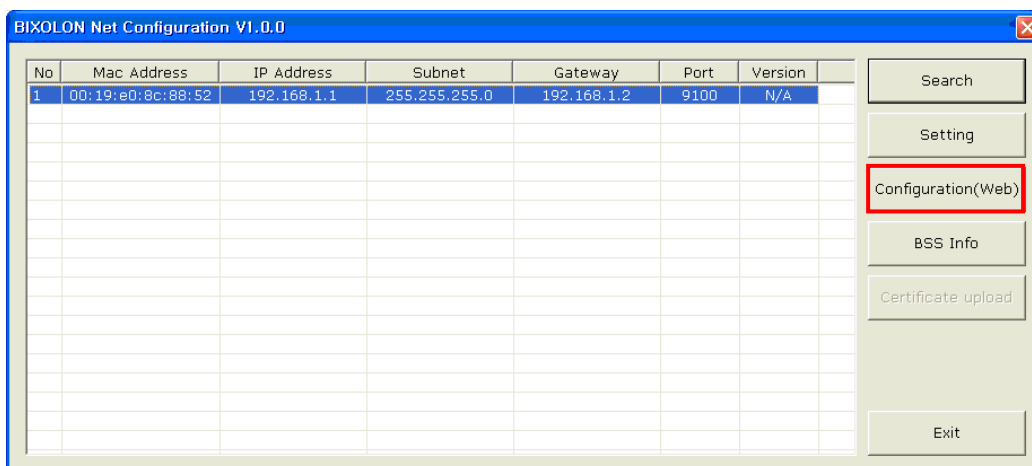 BIXOLON Net Configuration V1.0.0
No Mac Address IP Address Subnet Gateway Port Version
1 00:19:e0:8c:88:52 192.168.1.1 255.255.255.0 192.168.1.2 9100 N/A
Search
Setting
Configuration(Web)
BSS Info
Certificate upload
Exit